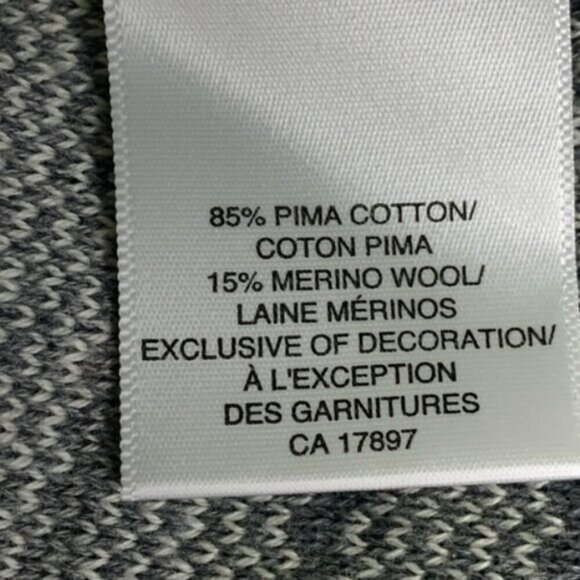 85% PIMA COTTON/
COTON PIMA
15% MERINO WOOL/
LAINE MÉRINOS
EXCLUSIVE OF DECORATION/
À L'EXCEPTION
DES GARNITURES
CA 17897